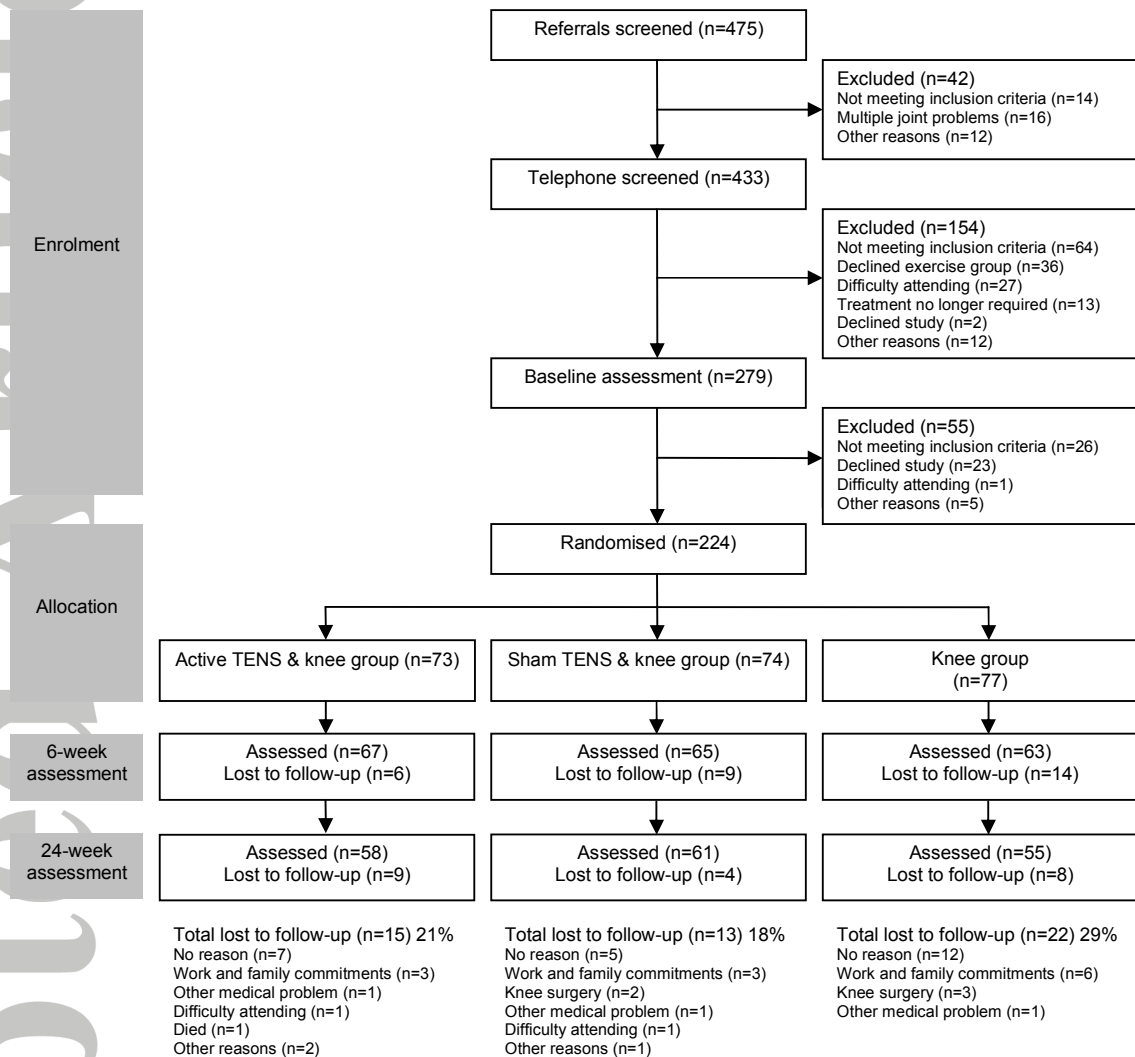 Referrals screened (n=475)
Excluded (n=42)
Not meeting inclusion criteria (n=14)
Multiple joint problems (n=16)
Other reasons (n=12)
Telephone screened (n=433)
Enrolment
Excluded (n=154)
Not meeting inclusion criteria (n=64)
Declined exercise group (n=36)
Difficulty attending (n=27)
Treatment no longer required (n=13)
Declined study (n=2)
Other reasons (n=12)
Baseline assessment (n=279)
Excluded (n=55)
Not meeting inclusion criteria (n=26)
Declined study (n=23)
Difficulty attending (n=1)
Other reasons (n=5)
Randomised (n=224)
Allocation
Active TENS & knee group (n=73)
Sham TENS & knee group (n=74)
Knee group
(n=77)
6-week
assessment
Assessed (n=67)
Lost to follow-up (n=6)
Assessed (n=65)
Lost to follow-up (n=9)
Assessed (n=63)
Lost to follow-up (n=14)
24-week
assessment
Assessed (n=58)
Lost to follow-up (n=9)
Assessed (n=61)
Lost to follow-up (n=4)
Assessed (n=55)
Lost to follow-up (n=8)
Total lost to follow-up (n=15) 21%
No reason (n=7)
Work and family commitments (n=3)
Other medical problem (n=1)
Difficulty attending (n=1)
Died (n=1)
Other reasons (n=2)
Total lost to follow-up (n=13) 18%
No reason (n=5)
Work and family commitments (n=3)
Knee surgery (n=2)
Other medical problem (n=1)
Difficulty attending (n=1)
Other reasons (n=1)
Total lost to follow-up (n=22) 29%
No reason (n=12)
Work and family commitments (n=6)
Knee surgery (n=3)
Other medical problem (n=1)